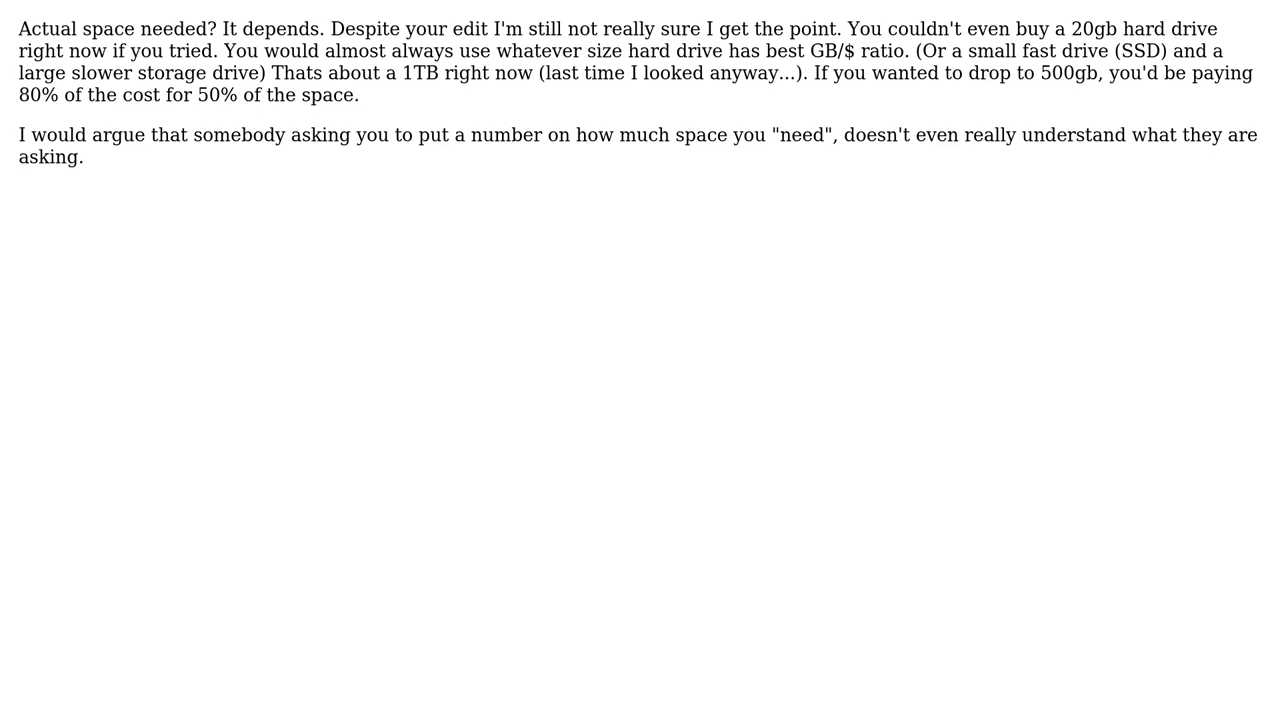 Actual space needed? It depends. Despite your edit I'm still not really sure I get the point. You couldn't even buy a 20gb hard drive
right now if you tried. You would almost always use whatever size hard drive has best GB/$ ratio. (Or a small fast drive (SSD) and a
large slower storage drive) Thats about a 1TB right now (last time I looked anyway...). If you wanted to drop to 500gb, you'd be paying
80% of the cost for 50% of the space.
I would argue that somebody asking you to put a number on how much space you "need", doesn't even really understand what they are
asking.